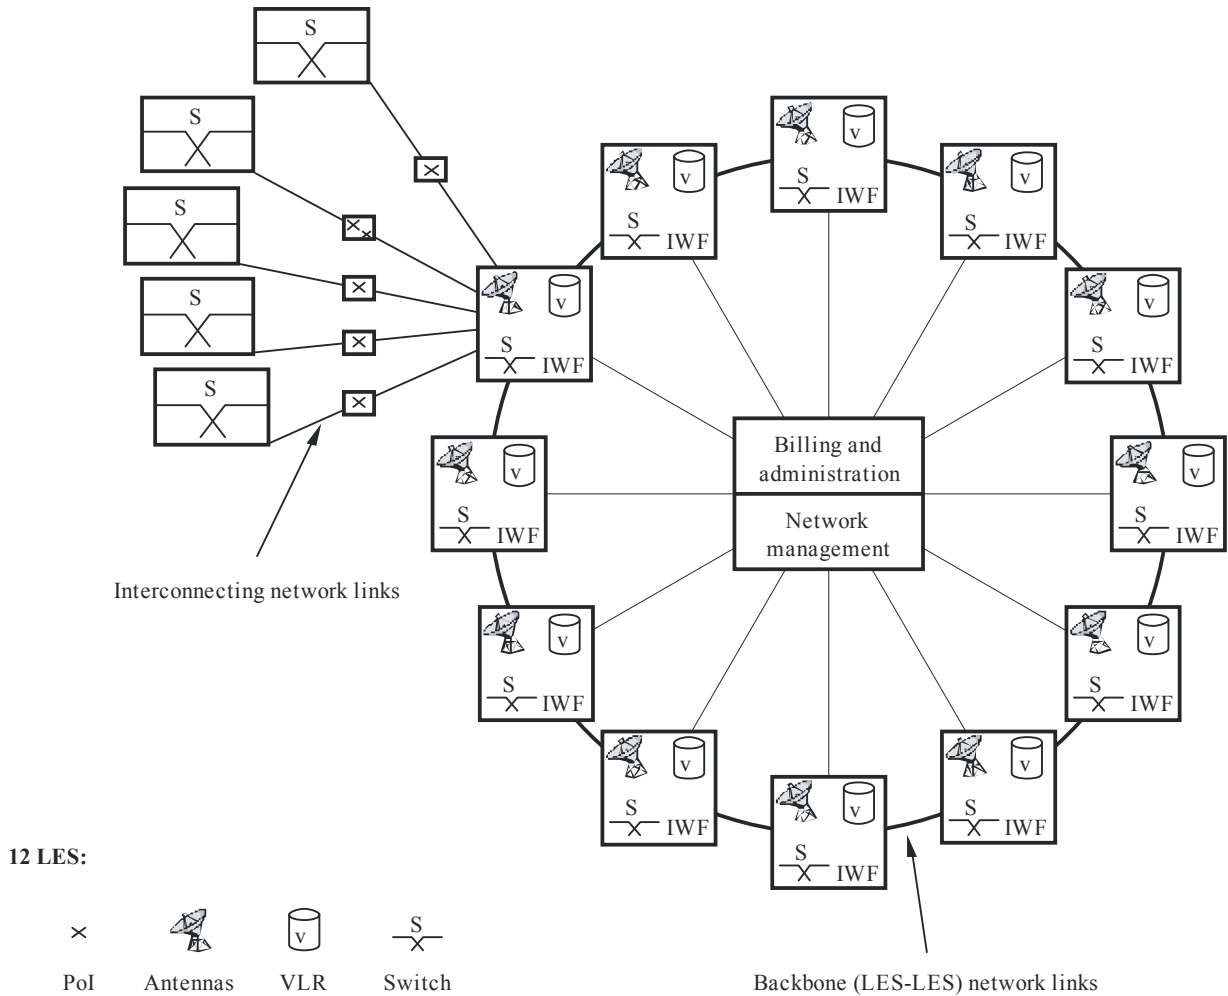 S
S
S
S
S
v
S
IWF
v
S
IWF
v
S
IWF
v
S
IWF
v
S
IWF
v
S
IWF
v
S
IWF
Billing and
administration
Network
management
Interconnecting network links
v
S
IWF
v
S
IWF
v
S
IWF
v
S
IWF
v
S
IWF
12 LES:
v
S
PoI
Antennas
VLR
Switch
Backbone (LES-LES) network links